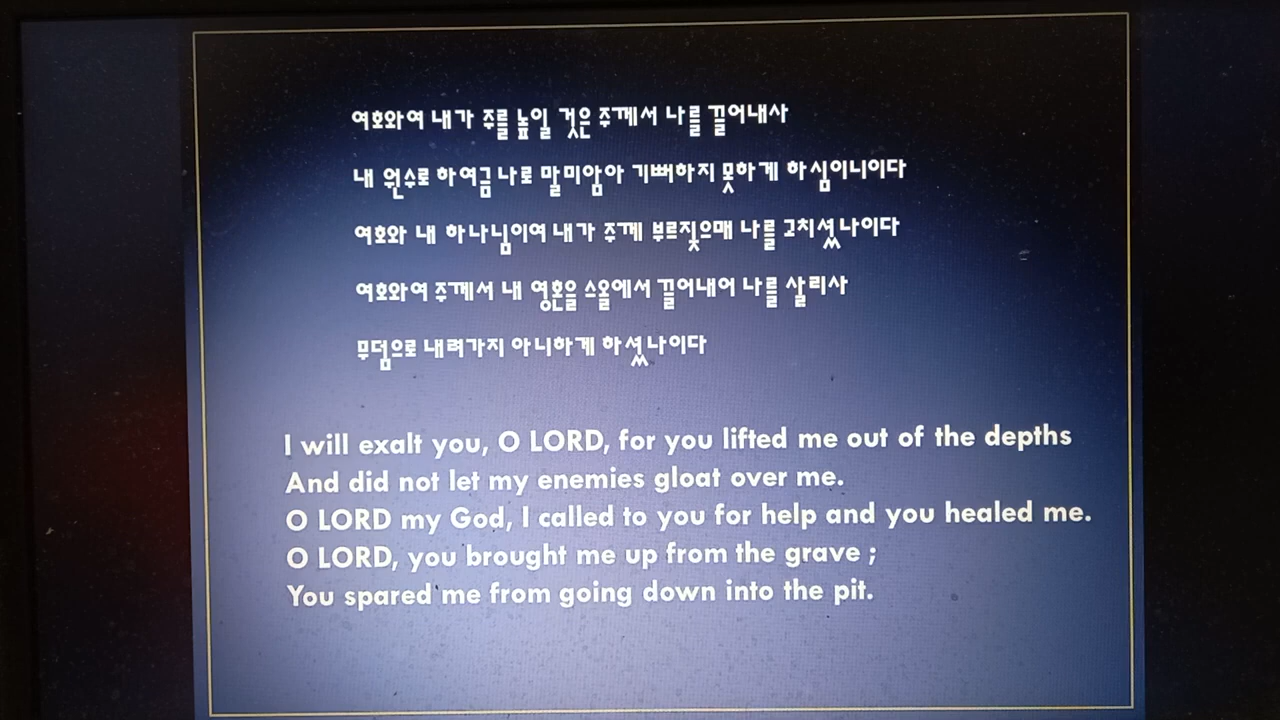 여호와여 내가 주를 높일 것은 주께서 나를 끌어내사
내 원수로 하여금 나로 말미암아 기뻐하지 못하게 하심이니이다
여호와 내 하나님이여 내가 주께 부르짖으매 나를 고치셨나이다
여호와여 주께서 내 영혼을 스올에서 끌어내어 나를 살리사
무덤으로 내려가지 아니하게 하셨나이다
I will exalt you, O LORD, for you lifted me out of the depths
And did not let my enemies gloat over me.
O LORD my God, I called to you for help and you healed me.
O LORD, you brought me up from the grave ;
You spared me from going down into the pit.